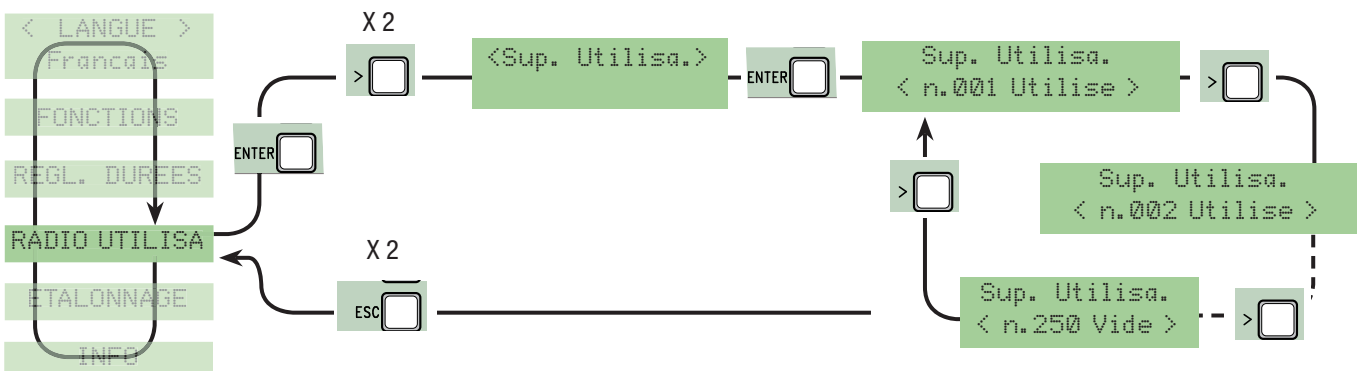 < LANGUE >
Francais
FONCTIONS
REGL. DUREES
RADIO UTILISA
ETALONNAGE
INFO
ENTER
X 2
>
<Sup. Utilisa.>
ENTER
Sup. Utilisa.
< n.001 Utilise >
>
Sup. Utilisa.
< n.002 Utilise >
>
Sup. Utilisa.
< n.250 Vide >
>
X 2
ESC